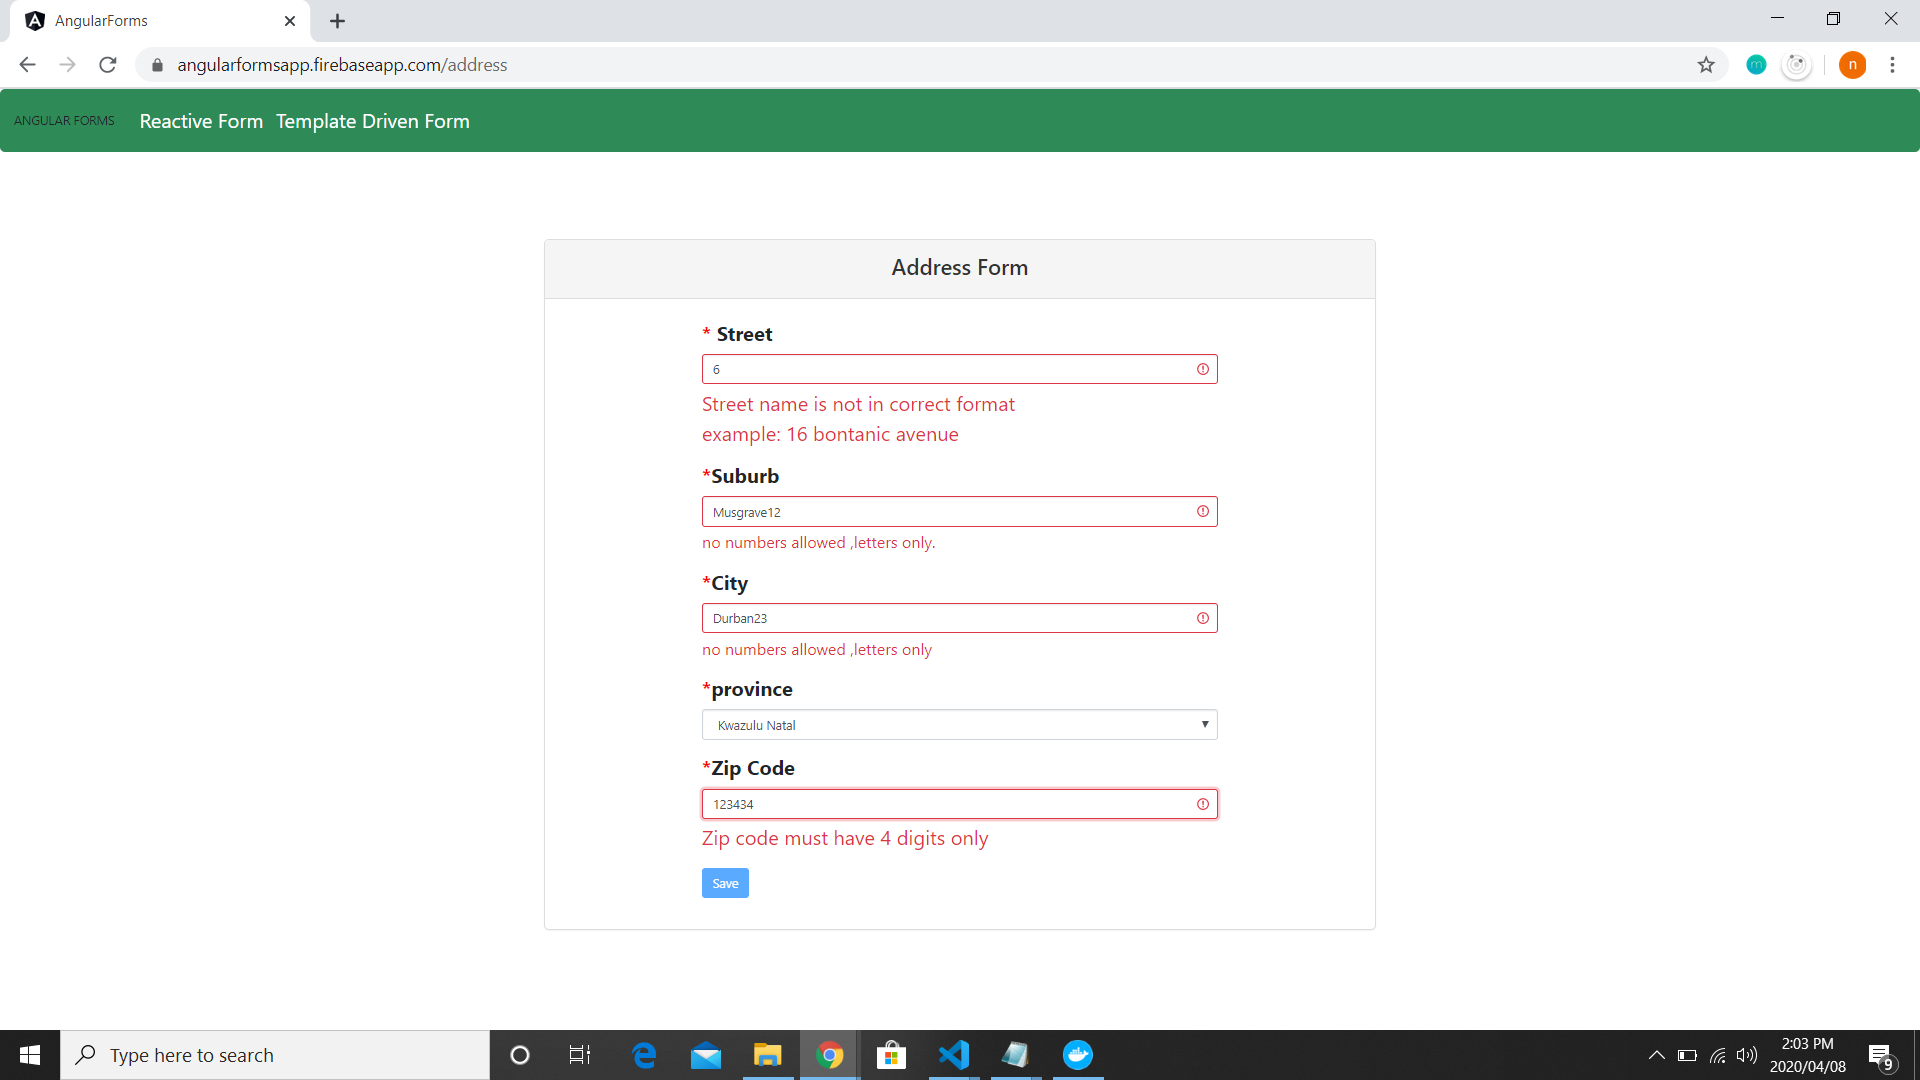 AngularForms
angularformsapp.firebaseapp.com/address
m
n
ANGULAR FORMS Reactive Form Template Driven Form
Address Form
* Street
6
Street name is not in correct format
example: 16 bontanic avenue
*Suburb
Musgrave12
no numbers allowed ,letters only.
*City
Durban23
no numbers allowed ,letters only
*province
Kwazulu Natal
*Zip Code
123434
Zip code must have 4 digits only
Save
Type here to search
2:03 PM
2020/04/08
9